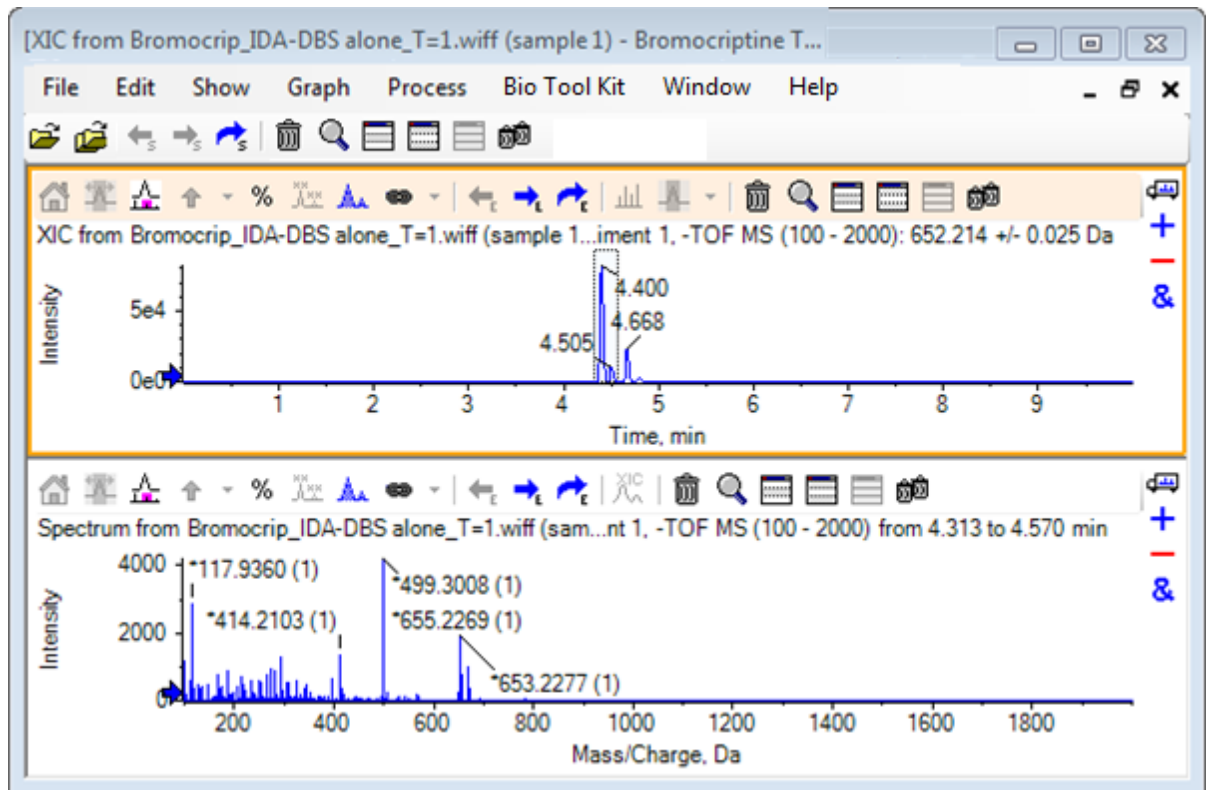 [XIC from Bromocrip_IDA-DBS alone_T=1.wiff (sample 1) - Bromocriptine T...
File Edit Show Graph Process Bio Tool Kit Window Help
XIC from Bromocrip_IDA-DBS alone_T=1.wiff (sample 1...iment 1, -TOF MS (100 - 2000): 652.214 +/- 0.025 Da
Intensity
5e4
0e0
4.400
4.668
4.505
1 2 3 4 5 6 7 8 9
Time, min
XIC
Spectrum from Bromocrip_IDA-DBS alone_T=1.wiff (sam...nt 1, -TOF MS (100 - 2000) from 4.313 to 4.570 min
Intensity
4000
2000
0
*117.9360 (1)
*499.3008 (1)
*414.2103 (1)
*655.2269 (1)
*653.2277 (1)
200 400 600 800 1000 1200 1400 1600 1800
Mass/Charge, Da